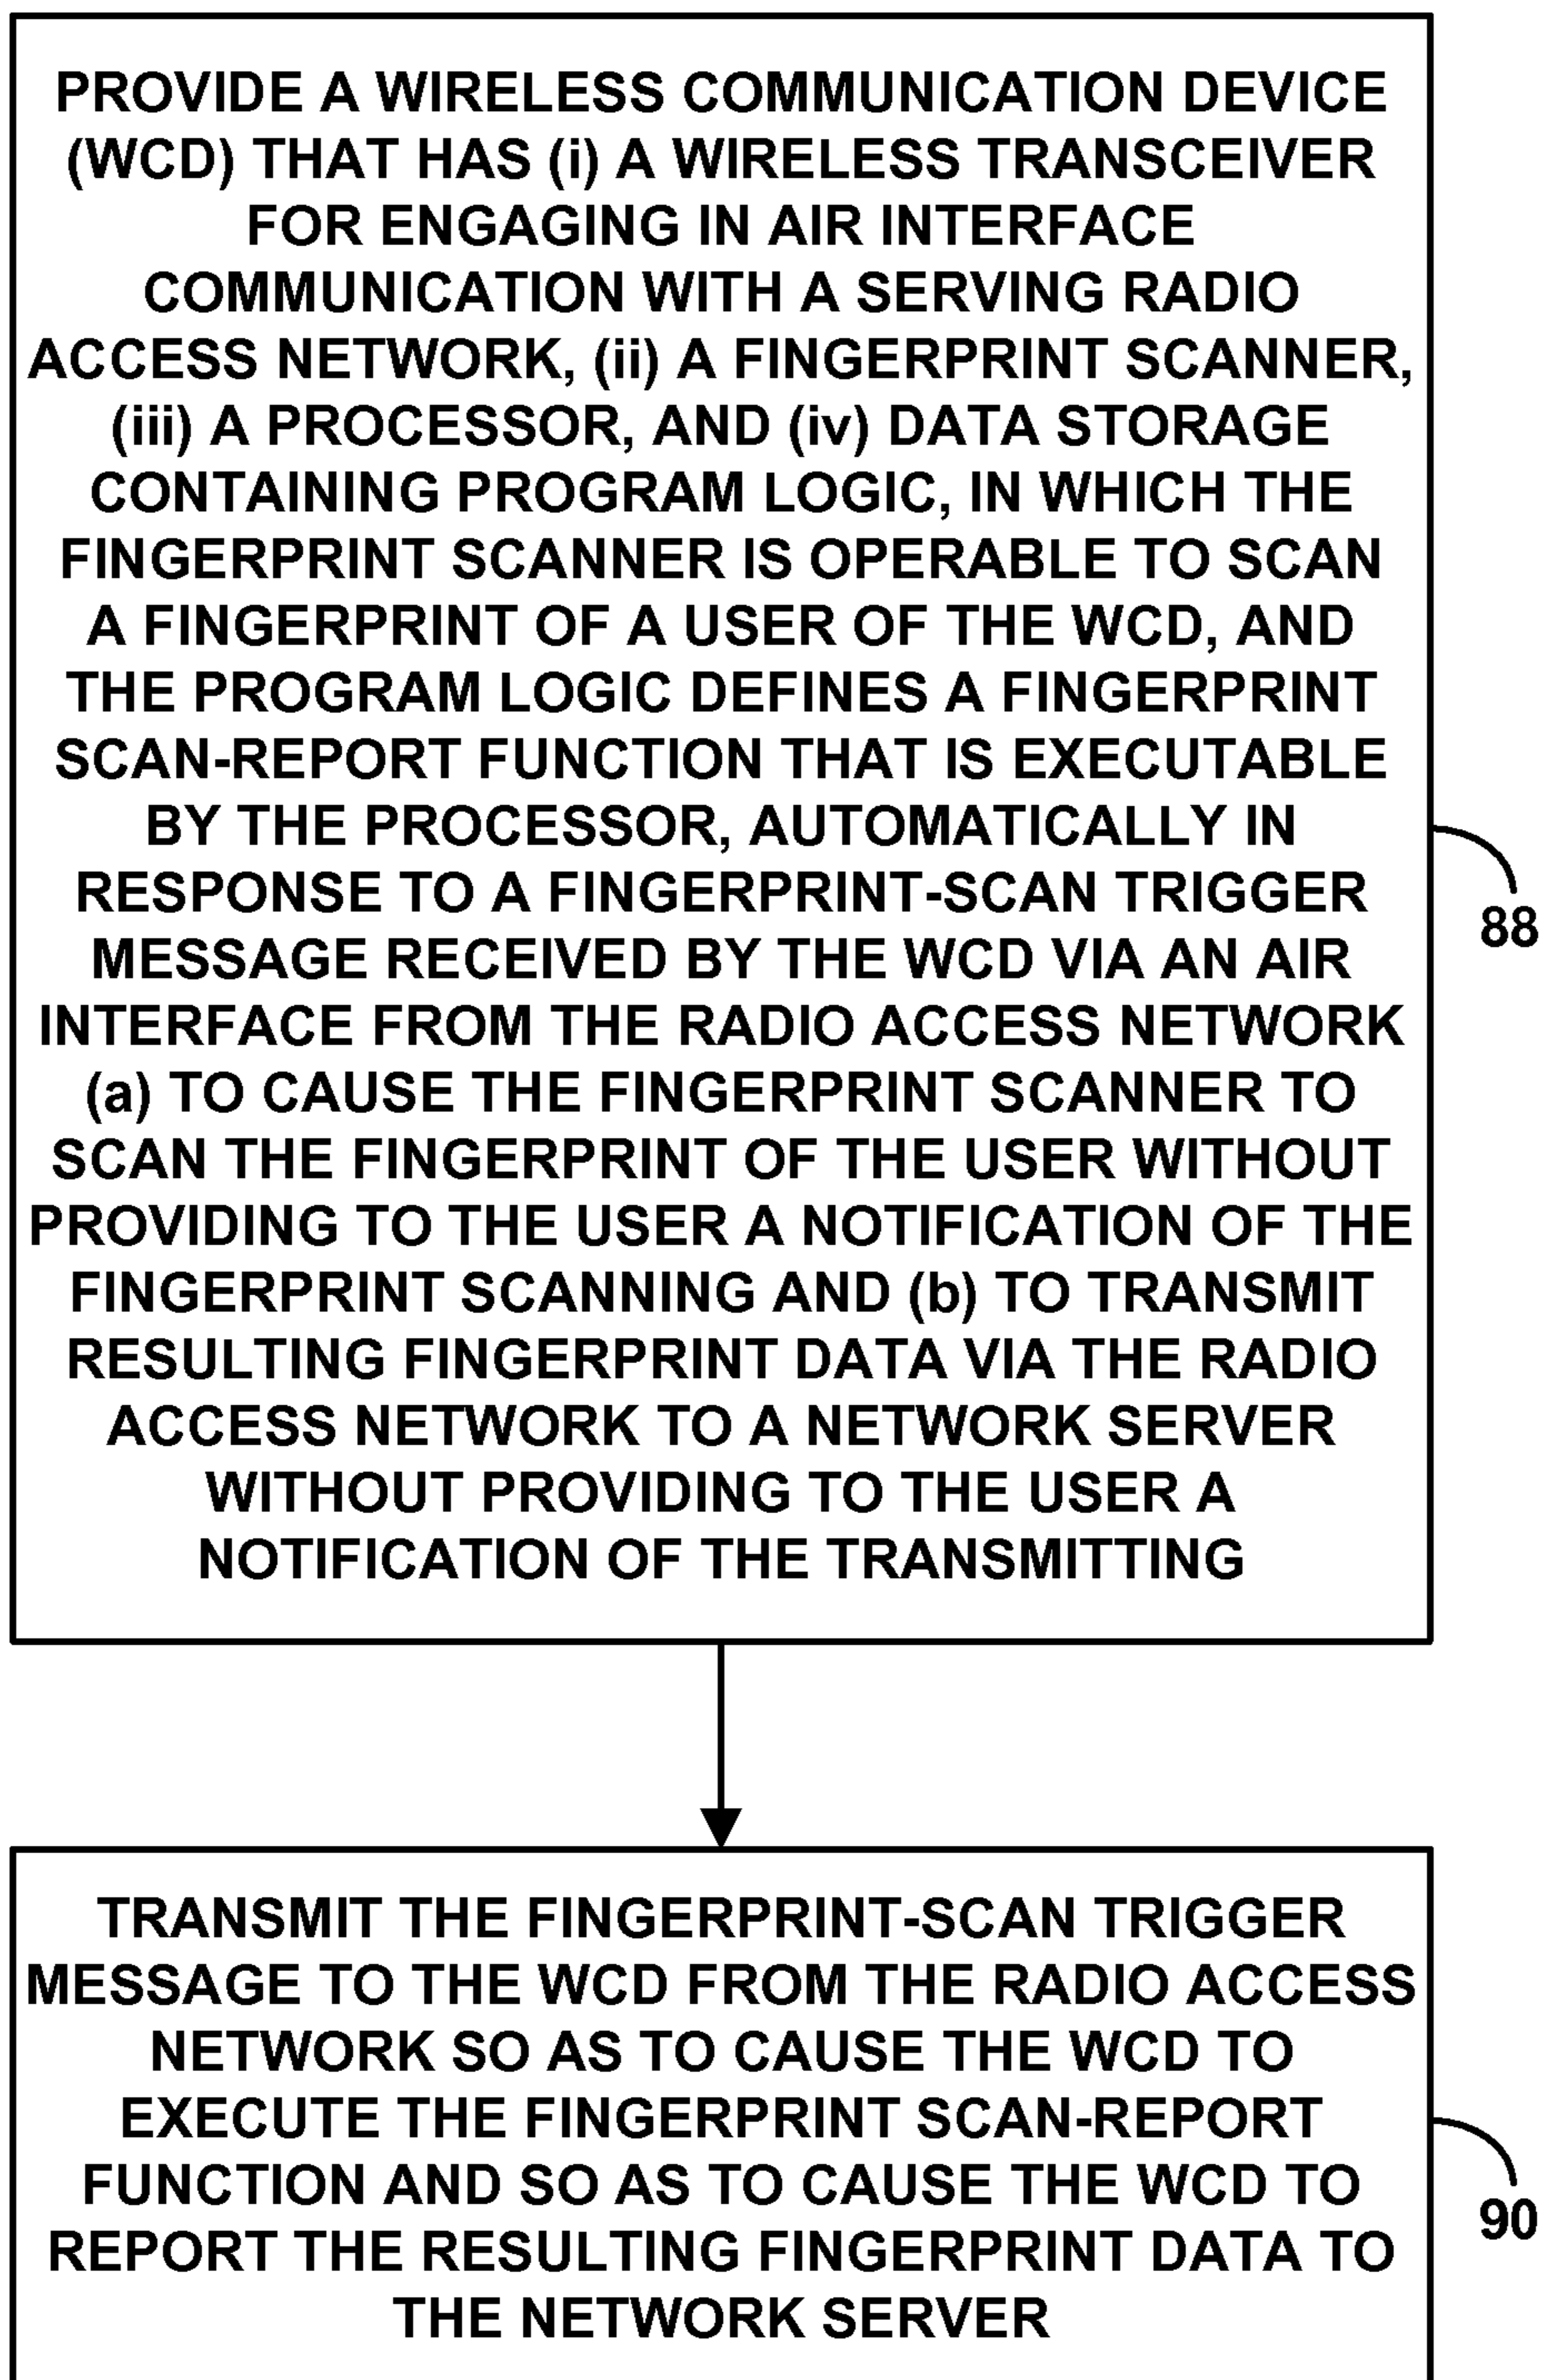 PROVIDE A WIRELESS COMMUNICATION DEVICE
(WCD) THAT HAS (i) A WIRELESS TRANSCEIVER
FOR ENGAGING IN AIR INTERFACE
COMMUNICATION WITH A SERVING RADIO
ACCESS NETWORK, (ii) A FINGERPRINT SCANNER,
(iii) A PROCESSOR, AND (iv) DATA STORAGE
CONTAINING PROGRAM LOGIC, IN WHICH THE
FINGERPRINT SCANNER IS OPERABLE TO SCAN
A FINGERPRINT OF A USER OF THE WCD, AND
THE PROGRAM LOGIC DEFINES A FINGERPRINT
SCAN-REPORT FUNCTION THAT IS EXECUTABLE
BY THE PROCESSOR, AUTOMATICALLY IN
RESPONSE TO A FINGERPRINT-SCAN TRIGGER
MESSAGE RECEIVED BY THE WCD VIA AN AIR
INTERFACE FROM THE RADIO ACCESS NETWORK
(a) TO CAUSE THE FINGERPRINT SCANNER TO
SCAN THE FINGERPRINT OF THE USER WITHOUT
PROVIDING TO THE USER A NOTIFICATION OF THE
FINGERPRINT SCANNING AND (b) TO TRANSMIT
RESULTING FINGERPRINT DATA VIA THE RADIO
ACCESS NETWORK TO A NETWORK SERVER
WITHOUT PROVIDING TO THE USER A
NOTIFICATION OF THE TRANSMITTING
88
TRANSMIT THE FINGERPRINT-SCAN TRIGGER
MESSAGE TO THE WCD FROM THE RADIO ACCESS
NETWORK SO AS TO CAUSE THE WCD TO
EXECUTE THE FINGERPRINT SCAN-REPORT
FUNCTION AND SO AS TO CAUSE THE WCD TO
REPORT THE RESULTING FINGERPRINT DATA TO
THE NETWORK SERVER
90